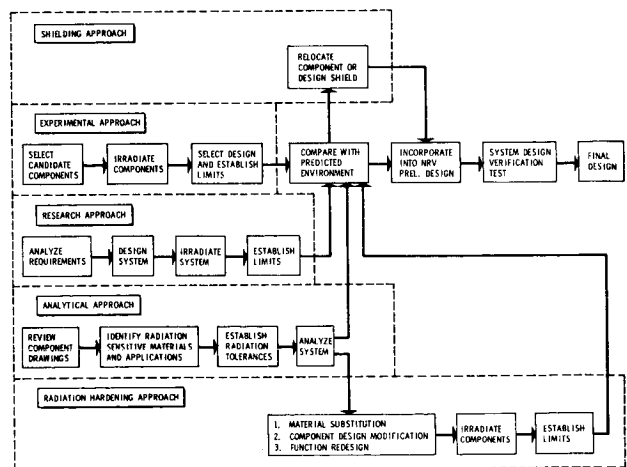 SHIELDING APPROACH
RELOCATE
COMPONENT OR
DESIGN SHIELD
EXPERIMENTAL APPROACH
SELECT
CANDIDATE
COMPONENTS
IRRADIATE
COMPONENTS
SELECT DESIGN
AND ESTABLISH
LIMITS
COMPARE WITH
PREDICTED
ENVIRONMENT
INCORPORATE
INTO NRV
PREL. DESIGN
SYSTEM DESIGN
VERIFICATION
TEST
FINAL
DESIGN
RESEARCH APPROACH
ANALYZE
REQUIREMENTS
DESIGN
SYSTEM
IRRADIATE
SYSTEM
ESTABLISH
LIMITS
ANALYTICAL APPROACH
REVIEW
COMPONENT
DRAWINGS
IDENTIFY RADIATION
SENSITIVE MATERIALS
AND APPLICATIONS
ESTABLISH
RADIATION
TOLERANCES
ANALYZE
SYSTEM
RADIATION HARDENING APPROACH
1. MATERIAL SUBSTITUTION
2. COMPONENT DESIGN MODIFICATION
3. FUNCTION REDESIGN
IRRADIATE
COMPONENTS
ESTABLISH
LIMITS